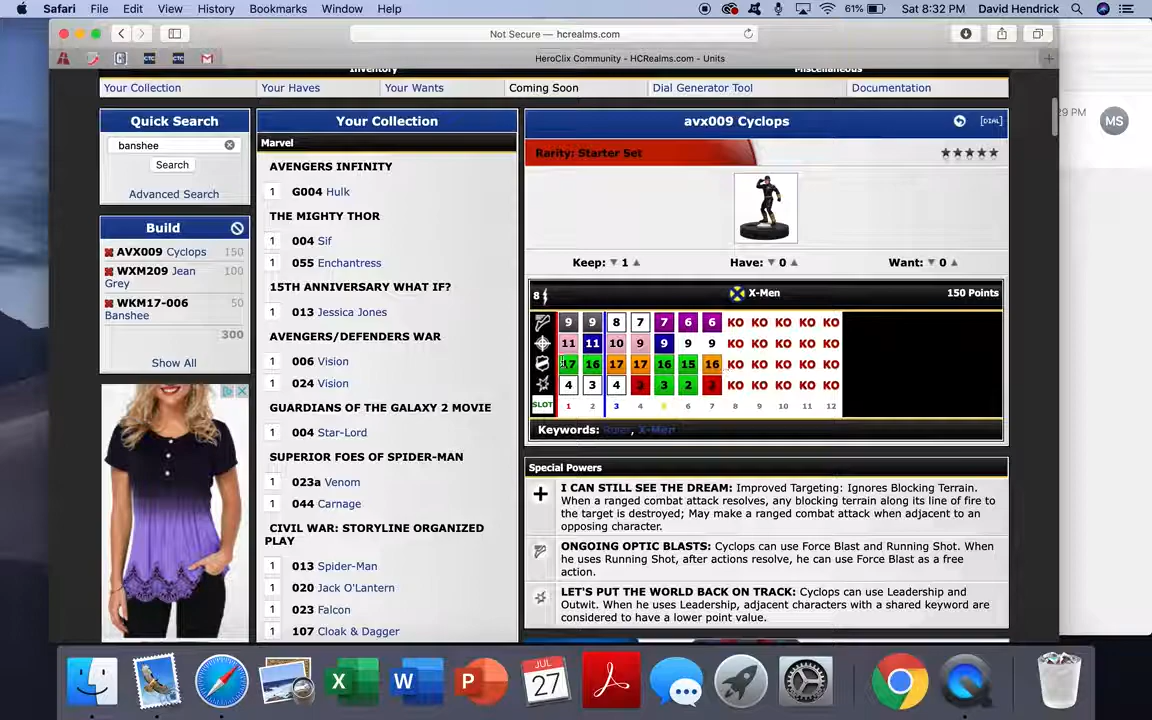 Safari File Edit View History Bookmarks Window Help 61% Sat 8:32 PM David Hendrick
Not Secure — hcrealms.com
HeroClix Community - HCRealms.com - Units
Inventory Miscellaneous
Your Collection Your Haves Your Wants Coming Soon Dial Generator Tool Documentation
Quick Search
banshee
Search
Advanced Search
Build
AVX009 Cyclops 150
WXM209 Jean Grey 100
WKM17-006 Banshee 50
300
Show All
Your Collection
Marvel
AVENGERS INFINITY
1 G004 Hulk
THE MIGHTY THOR
1 004 Sif
1 055 Enchantress
15TH ANNIVERSARY WHAT IF?
1 013 Jessica Jones
AVENGERS/DEFENDERS WAR
1 006 Vision
1 024 Vision
GUARDIANS OF THE GALAXY 2 MOVIE
1 004 Star-Lord
SUPERIOR FOES OF SPIDER-MAN
1 023a Venom
1 044 Carnage
CIVIL WAR: STORYLINE ORGANIZED
PLAY
1 013 Spider-Man
1 020 Jack O'Lantern
1 023 Falcon
1 107 Cloak & Dagger
avx009 Cyclops [DIAL]
Rarity: Starter Set
Keep: 1 Have: 0 Want: 0
8 X-Men 150 Points
9 9 8 7 7 6 6 KO KO KO KO KO
11 11 10 9 9 9 9 KO KO KO KO KO
17 16 17 17 16 15 16 KO KO KO KO KO
4 3 4 3 3 2 3 KO KO KO KO KO
SLOT 1 2 3 4 5 6 7 8 9 10 11 12
Keywords: Ruler, X-Men
Special Powers
I CAN STILL SEE THE DREAM: Improved Targeting: Ignores Blocking Terrain.
When a ranged combat attack resolves, any blocking terrain along its line of fire to
the target is destroyed; May make a ranged combat attack when adjacent to an
opposing character.
ONGOING OPTIC BLASTS: Cyclops can use Force Blast and Running Shot. When
he uses Running Shot, after actions resolve, he can use Force Blast as a free
action.
LET'S PUT THE WORLD BACK ON TRACK: Cyclops can use Leadership and
Outwit. When he uses Leadership, adjacent characters with a shared keyword are
considered to have a lower point value.
29 PM
MS
JUL
27